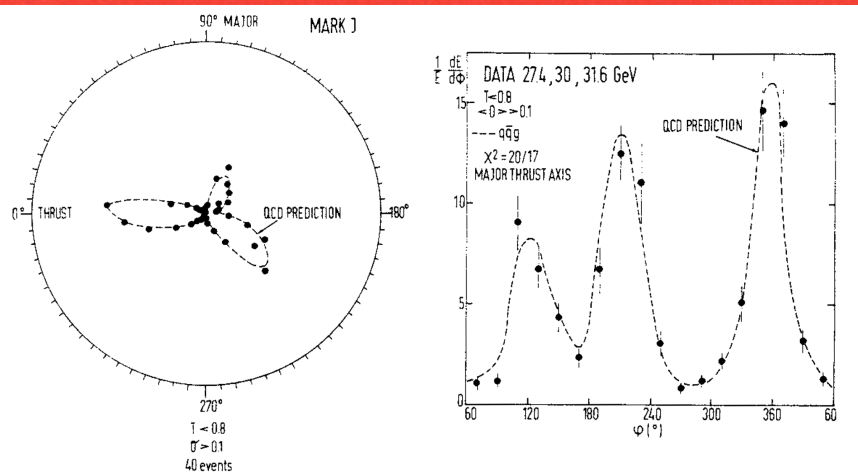 90° MAJOR
MARK J
0°
THRUST
QCD PREDICTION
180°
270°
T < 0.8
O > 0.1
40 events
1/E dE/dΦ
DATA 27.4, 30, 31.6 GeV
T < 0.8
< O > > 0.1
--- qq̄g
χ² = 20/17
MAJOR THRUST AXIS
QCD PREDICTION
15
10
5
0
60 120 180 240 300 360 60
φ(°)